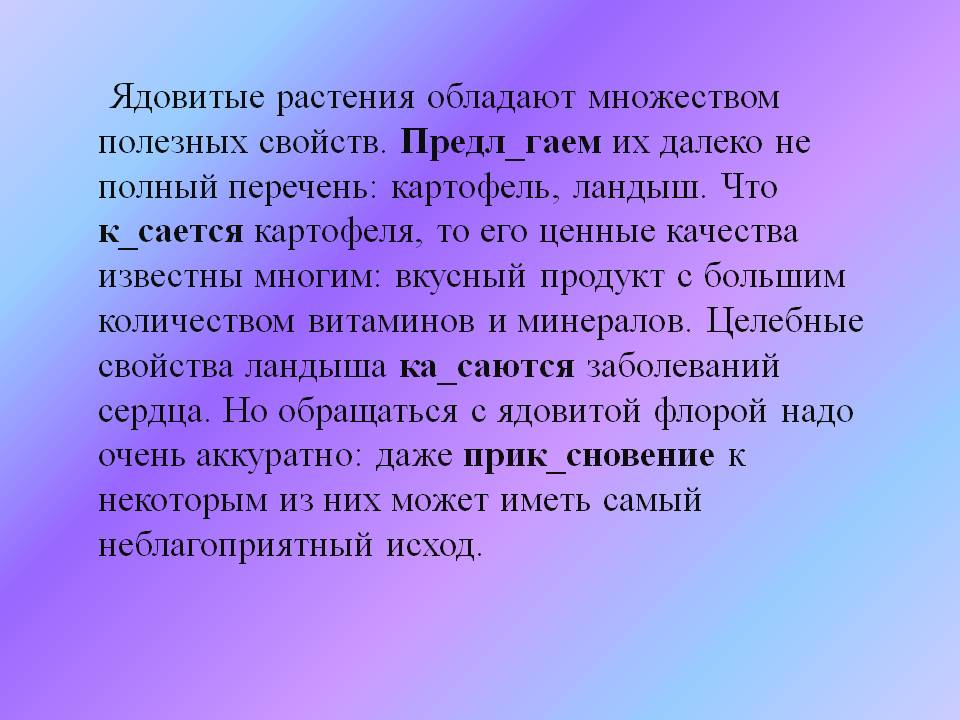 Ядовитые растения обладают множеством
полезных свойств. Предл_гаем их далеко не
полный перечень: картофель, ландыш. Что
к_сается картофеля, то его ценные качества
известны многим: вкусный продукт с большим
количеством витаминов и минералов. Целебные
свойства ландыша ка_саются заболеваний
сердца. Но обращаться с ядовитой флорой надо
очень аккуратно: даже прик_сновение к
некоторым из них может иметь самый
неблагоприятный исход.